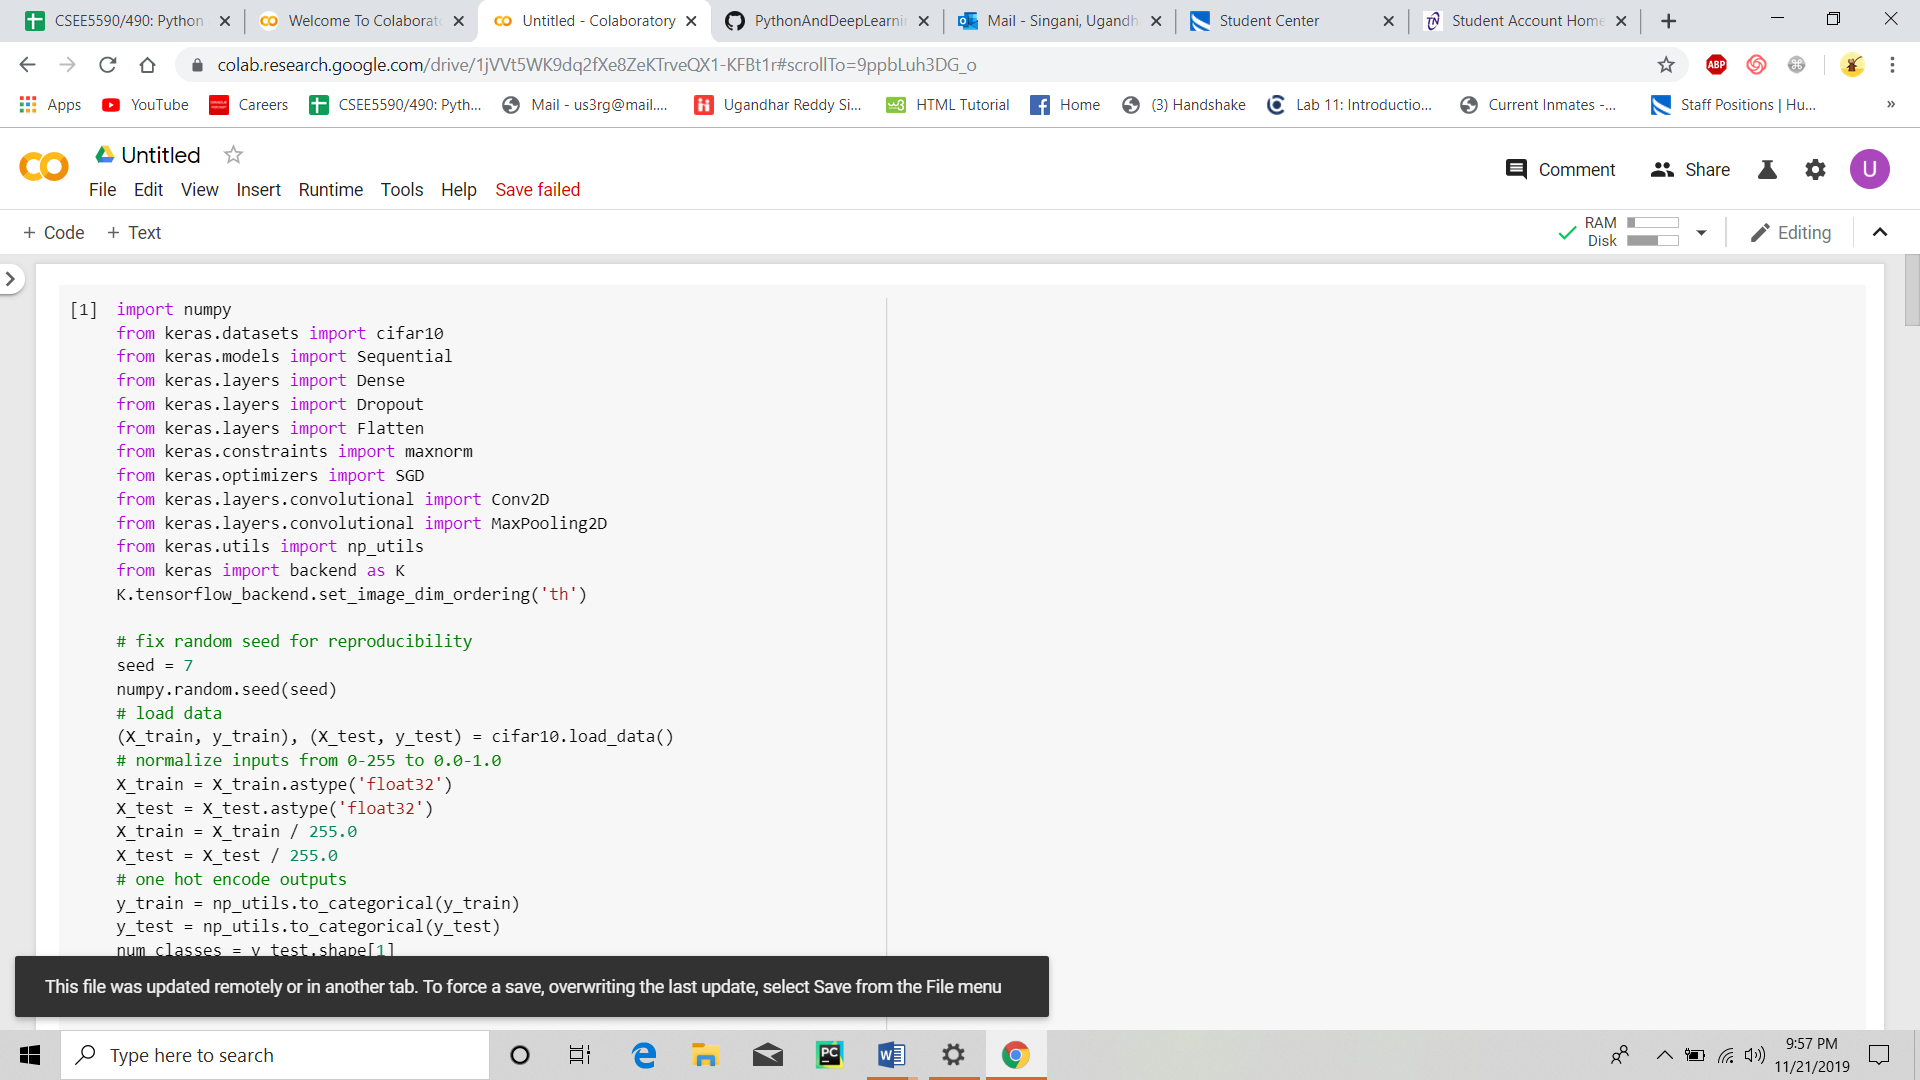 CSEE5590/490: Python
Welcome To Colaborat
Untitled - Colaboratory
PythonAndDeepLearni
Mail - Singani, Ugandh
Student Center
Student Account Home
colab.research.google.com/drive/1jVVt5WK9dq2fXe8ZeKTrveQX1-KFBt1r#scrollTo=9ppbLuh3DG_o
ABP
Apps YouTube Careers CSEE5590/490: Pyth... Mail - us3rg@mail.... Ugandhar Reddy Si... HTML Tutorial Home (3) Handshake Lab 11: Introductio... Current Inmates -... Staff Positions | Hu... »
Untitled
File Edit View Insert Runtime Tools Help Save failed
Comment Share U
+ Code + Text
RAM
Disk
Editing
[1] import numpy
from keras.datasets import cifar10
from keras.models import Sequential
from keras.layers import Dense
from keras.layers import Dropout
from keras.layers import Flatten
from keras.constraints import maxnorm
from keras.optimizers import SGD
from keras.layers.convolutional import Conv2D
from keras.layers.convolutional import MaxPooling2D
from keras.utils import np_utils
from keras import backend as K
K.tensorflow_backend.set_image_dim_ordering('th')
# fix random seed for reproducibility
seed = 7
numpy.random.seed(seed)
# load data
(X_train, y_train), (X_test, y_test) = cifar10.load_data()
# normalize inputs from 0-255 to 0.0-1.0
X_train = X_train.astype('float32')
X_test = X_test.astype('float32')
X_train = X_train / 255.0
X_test = X_test / 255.0
# one hot encode outputs
y_train = np_utils.to_categorical(y_train)
y_test = np_utils.to_categorical(y_test)
num_classes = y_test.shape[1]
This file was updated remotely or in another tab. To force a save, overwriting the last update, select Save from the File menu
Type here to search
PC
W
9:57 PM
11/21/2019